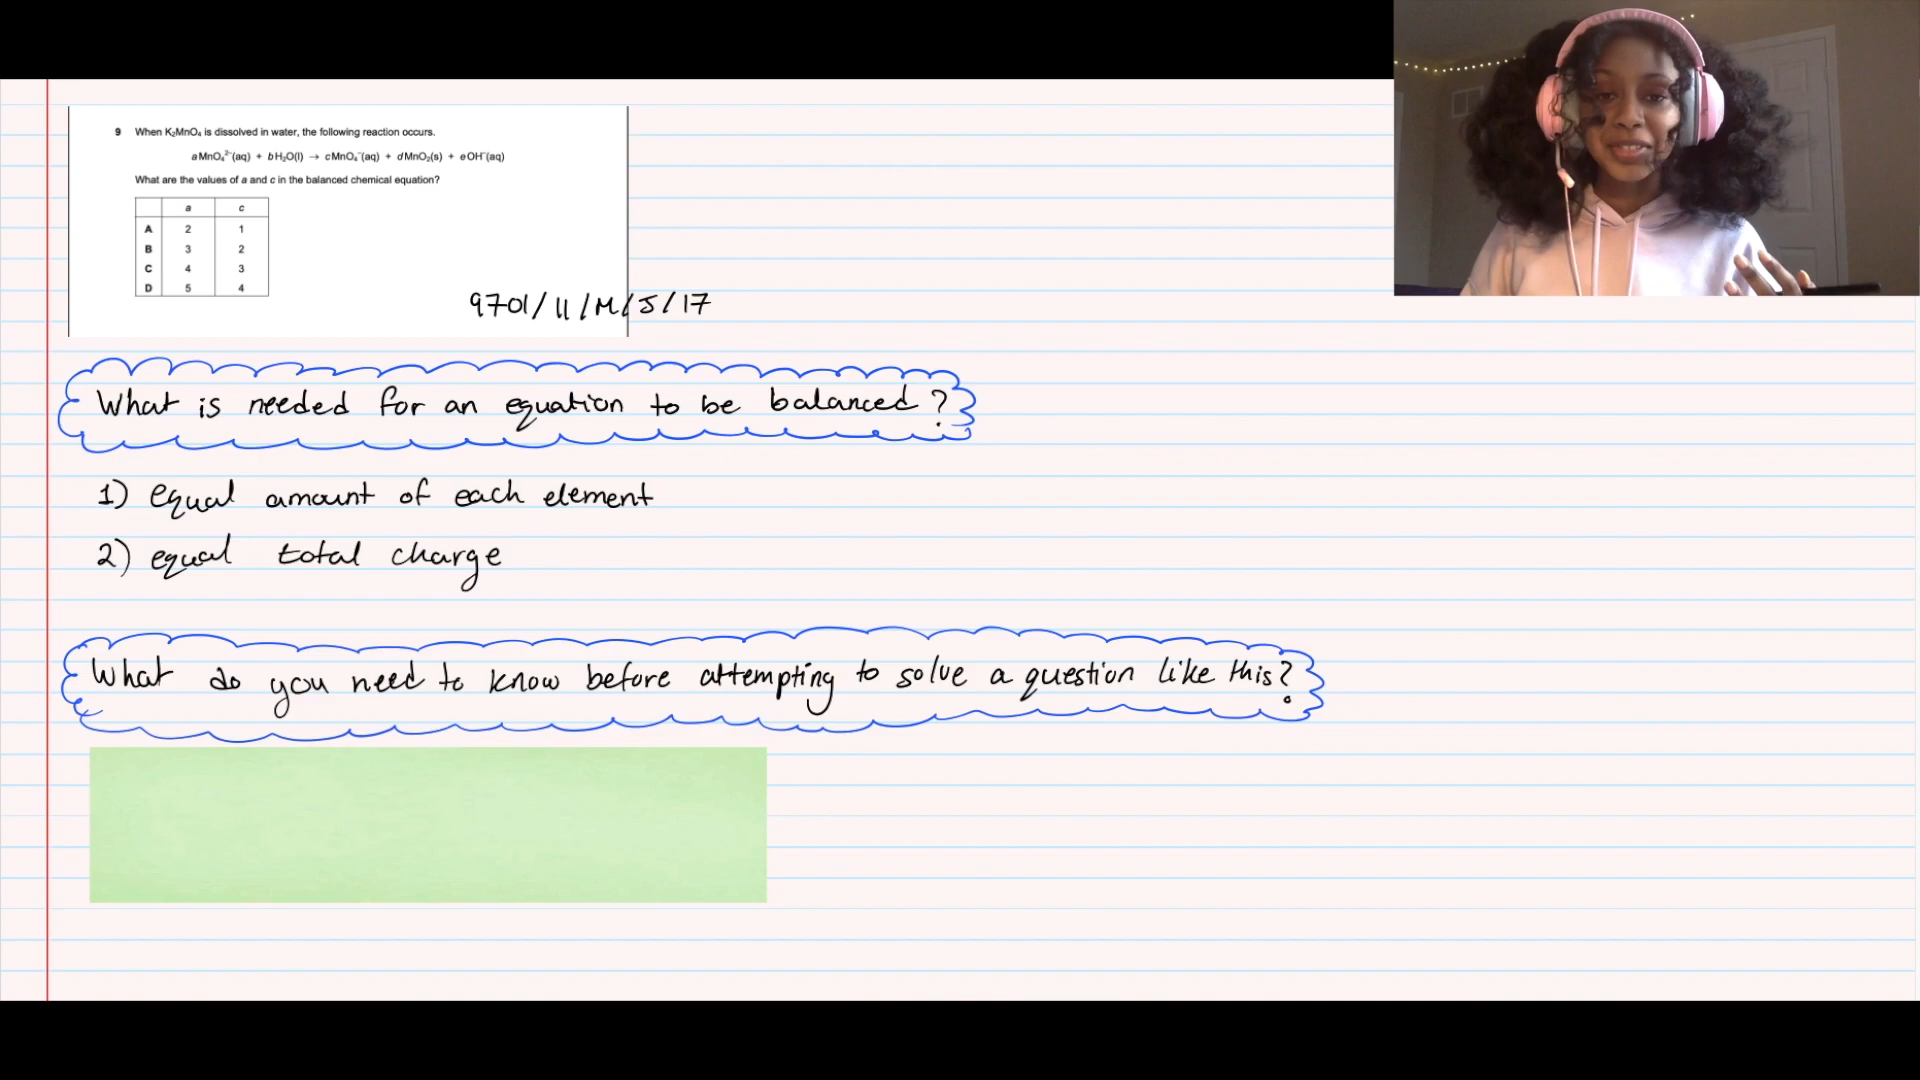 9 When K₂MnO₄ is dissolved in water, the following reaction occurs.
aMnO₄²⁻(aq) + bH₂O(l) → cMnO₄⁻(aq) + dMnO₂(s) + eOH⁻(aq)
What are the values of a and c in the balanced chemical equation?
a c
A 2 1
B 3 2
C 4 3
D 5 4
9701/11/M/J/17
What is needed for an equation to be balanced?
1) equal amount of each element
2) equal total charge
What do you need to know before attempting to solve a question like this?